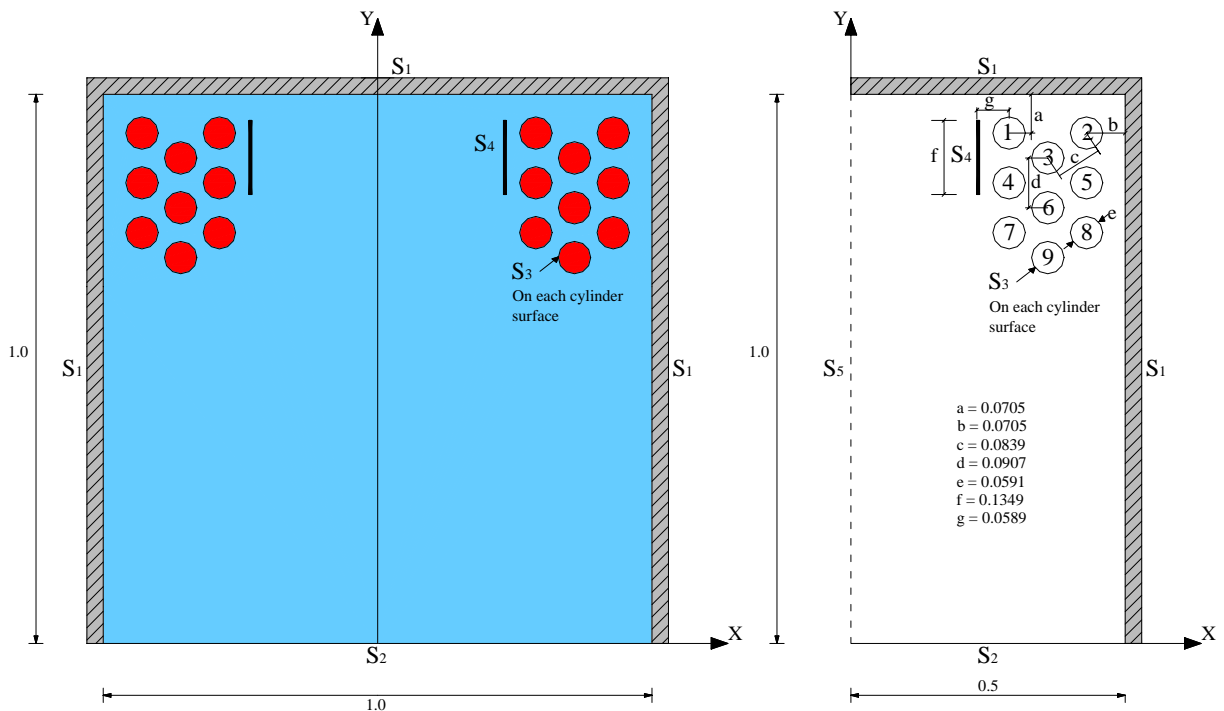 Y
S1
S4
S3
On each cylinder
surface
1.0
S1
S1
X
S2
1.0
Y
S1
g
a
b
1
2
3
c
f
S4
d
4
5
6
e
7
8
9
S3
On each cylinder
surface
1.0
S5
S1
a = 0.0705
b = 0.0705
c = 0.0839
d = 0.0907
e = 0.0591
f = 0.1349
g = 0.0589
X
S2
0.5